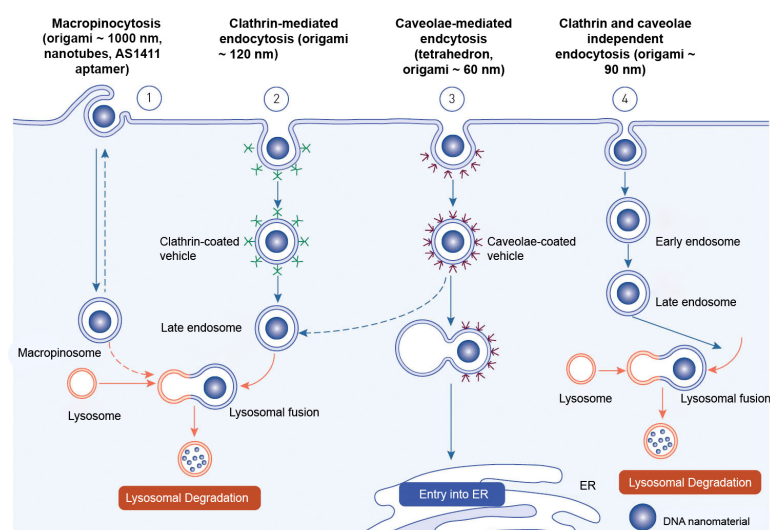 Macropinocytosis
(origami ~ 1000 nm,
nanotubes, AS1411
aptamer)
Clathrin-mediated
endocytosis (origami
~ 120 nm)
Caveolae-mediated
endcytosis
(tetrahedron,
origami ~ 60 nm)
Clathrin and caveolae
independent
endocytosis (origami ~
90 nm)
1
2
3
4
Clathrin-coated
vehicle
Caveolae-coated
vehicle
Early endosome
Late endosome
Late endosome
Macropinosome
Lysosome
Lysosomal fusion
Lysosome
Lysosomal fusion
Lysosomal Degradation
Entry into ER
ER
Lysosomal Degradation
DNA nanomaterial